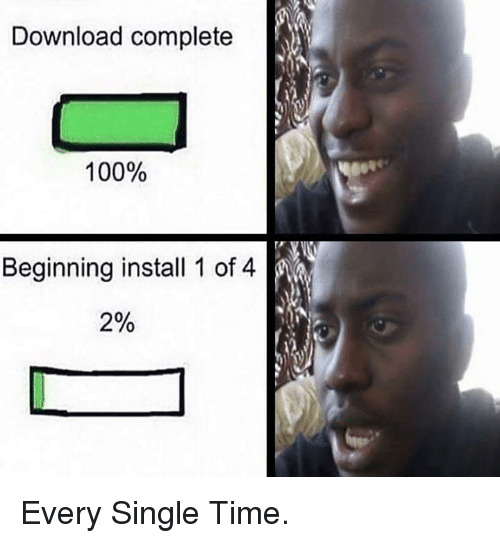 Download complete
100%
Beginning install 1 of 4
2%
Every Single Time.